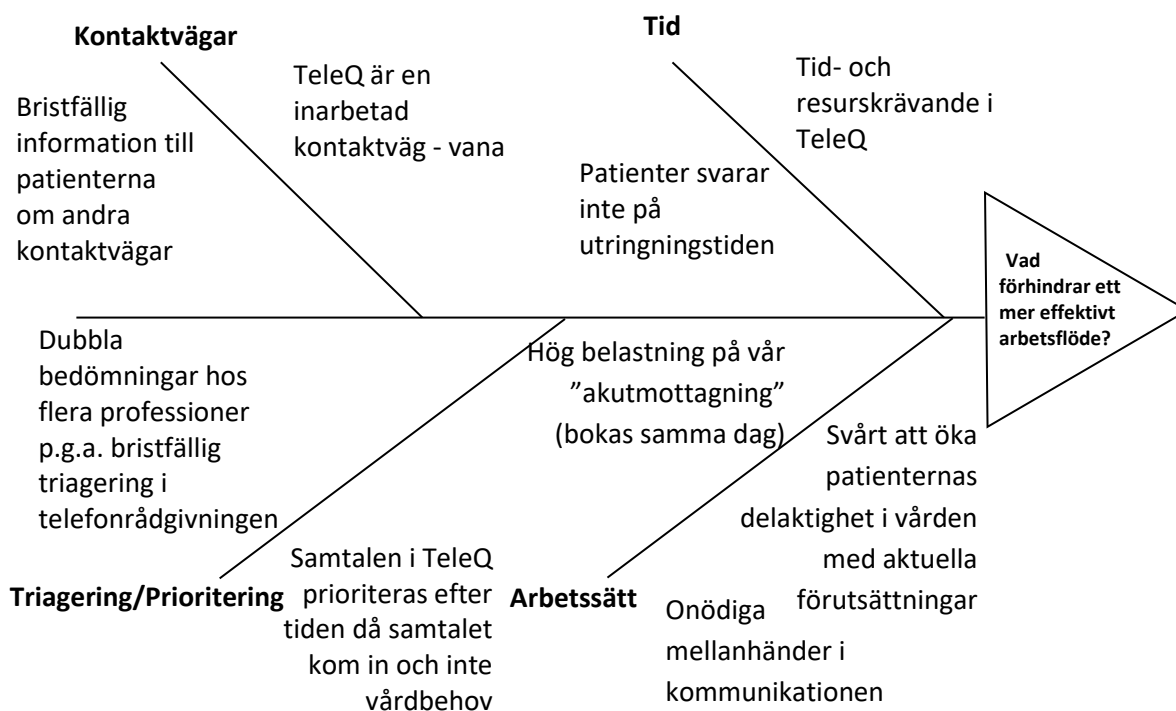 Kontaktvägar
Bristfällig
information till
patienterna
om andra
kontaktvägar
TeleQ är en
inarbetad
kontaktväg - vana
Tid
Patienter svarar
inte på
utringningstiden
Tid- och
resurskrävande i
TeleQ
Vad
förhindrar ett
mer effektivt
arbetsflöde?
Dubbla
bedömningar hos
flera professioner
p.g.a. bristfällig
triagering i
telefonrådgivningen
Triagering/Prioritering
Samtalen i TeleQ
prioriteras efter
tiden då samtalet
kom in och inte
vårdbehov
Hög belastning på vår
”akutmottagning”
(bokas samma dag)
Arbetssätt
Svårt att öka
patienternas
delaktighet i vården
med aktuella
förutsättningar
Onödiga
mellanhänder i
kommunikationen